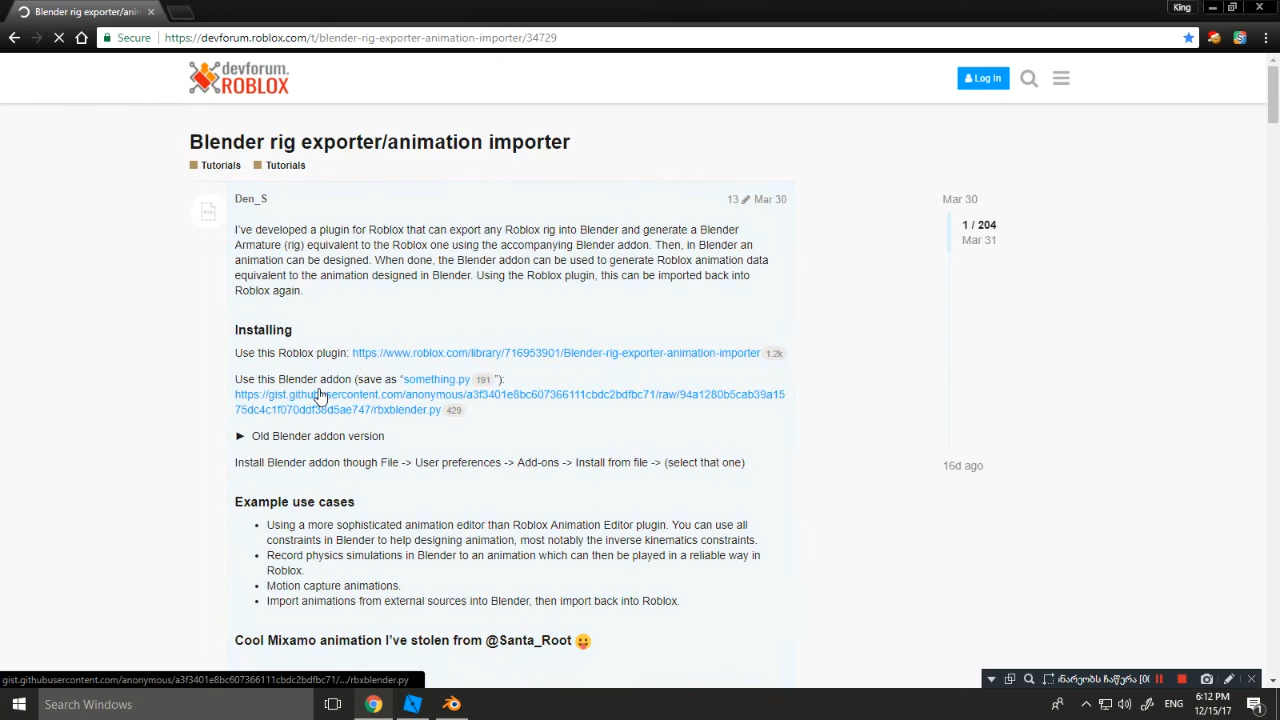 Blender rig exporter/ani
King
Secure
https://devforum.roblox.com/t/blender-rig-exporter-animation-importer/34729
devforum.
ROBLOX
Log In
Blender rig exporter/animation importer
Tutorials Tutorials
Den_S
13 Mar 30
I've developed a plugin for Roblox that can export any Roblox rig into Blender and generate a Blender
Armature (rig) equivalent to the Roblox one using the accompanying Blender addon. Then, in Blender an
animation can be designed. When done, the Blender addon can be used to generate Roblox animation data
equivalent to the animation designed in Blender. Using the Roblox plugin, this can be imported back into
Roblox again.
Mar 30
1 / 204
Mar 31
16d ago
Installing
Use this Roblox plugin: https://www.roblox.com/library/716953901/Blender-rig-exporter-animation-importer 1.2k
Use this Blender addon (save as “something.py 191 ”):
https://gist.githubusercontent.com/anonymous/a3f3401e8bc607366111cbdc2bdfbc71/raw/94a1280b5cab39a15
75dc4c1f070ddf38d5ae747/rbxblender.py 429
► Old Blender addon version
Install Blender addon though File -> User preferences -> Add-ons -> Install from file -> (select that one)
Example use cases
• Using a more sophisticated animation editor than Roblox Animation Editor plugin. You can use all
constraints in Blender to help designing animation, most notably the inverse kinematics constraints.
• Record physics simulations in Blender to an animation which can then be played in a reliable way in
Roblox.
• Motion capture animations.
• Import animations from external sources into Blender, then import back into Roblox.
Cool Mixamo animation I've stolen from @Santa_Root 😛
gist.githubusercontent.com/anonymous/a3f3401e8bc607366111cbdc2bdfbc71/.../rbxblender.py
Search Windows
ENG
6:12 PM
12/15/17